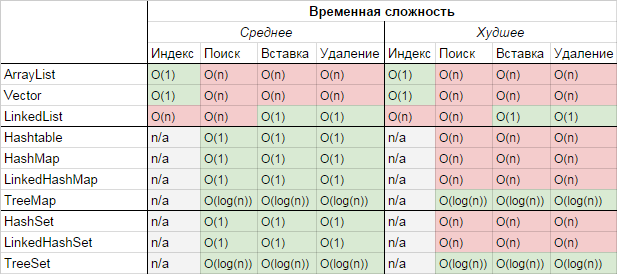 Временная сложность
Среднее Худшее
Индекс Поиск Вставка Удаление Индекс Поиск Вставка Удаление
ArrayList O(1) O(n) O(n) O(n) O(1) O(n) O(n) O(n)
Vector O(1) O(n) O(n) O(n) O(1) O(n) O(n) O(n)
LinkedList O(n) O(n) O(1) O(1) O(n) O(n) O(1) O(1)
Hashtable n/a O(1) O(1) O(1) n/a O(n) O(n) O(n)
HashMap n/a O(1) O(1) O(1) n/a O(n) O(n) O(n)
LinkedHashMap n/a O(1) O(1) O(1) n/a O(n) O(n) O(n)
TreeMap n/a O(log(n)) O(log(n)) O(log(n)) n/a O(log(n)) O(log(n)) O(log(n))
HashSet n/a O(1) O(1) O(1) n/a O(n) O(n) O(n)
LinkedHashSet n/a O(1) O(1) O(1) n/a O(n) O(n) O(n)
TreeSet n/a O(log(n)) O(log(n)) O(log(n)) n/a O(log(n)) O(log(n)) O(log(n))